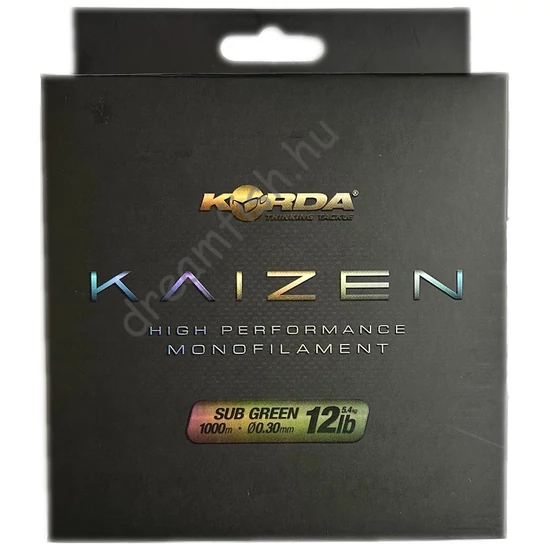 KORDA®
THINKING TACKLE
KAIZEN
HIGH PERFORMANCE
MONOFILAMENT
SUB GREEN
1000m · Ø0.30mm
12lb
5.4kg
dreamfish.hu